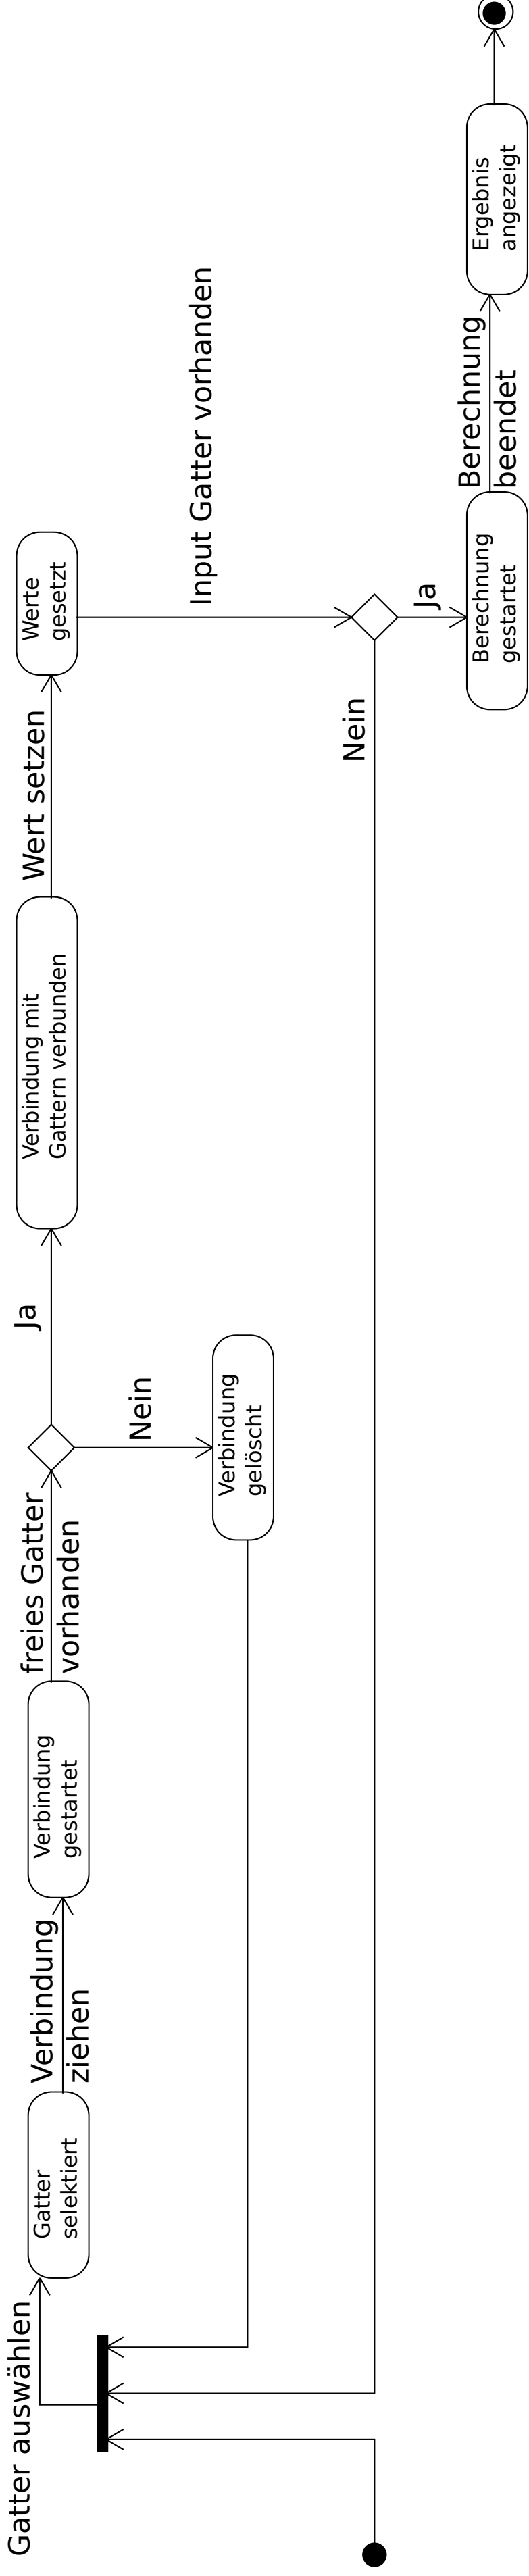 Gatter auswählen
Gatter
selektiert
Verbindung
ziehen
Verbindung
gestartet
freies Gatter
vorhanden
Ja
Nein
Verbindung
gelöscht
Verbindung mit
Gattern verbunden
Wert setzen
Werte
gesetzt
Input Gatter vorhanden
Nein
Ja
Berechnung
gestartet
Berechnung
beendet
Ergebnis
angezeigt